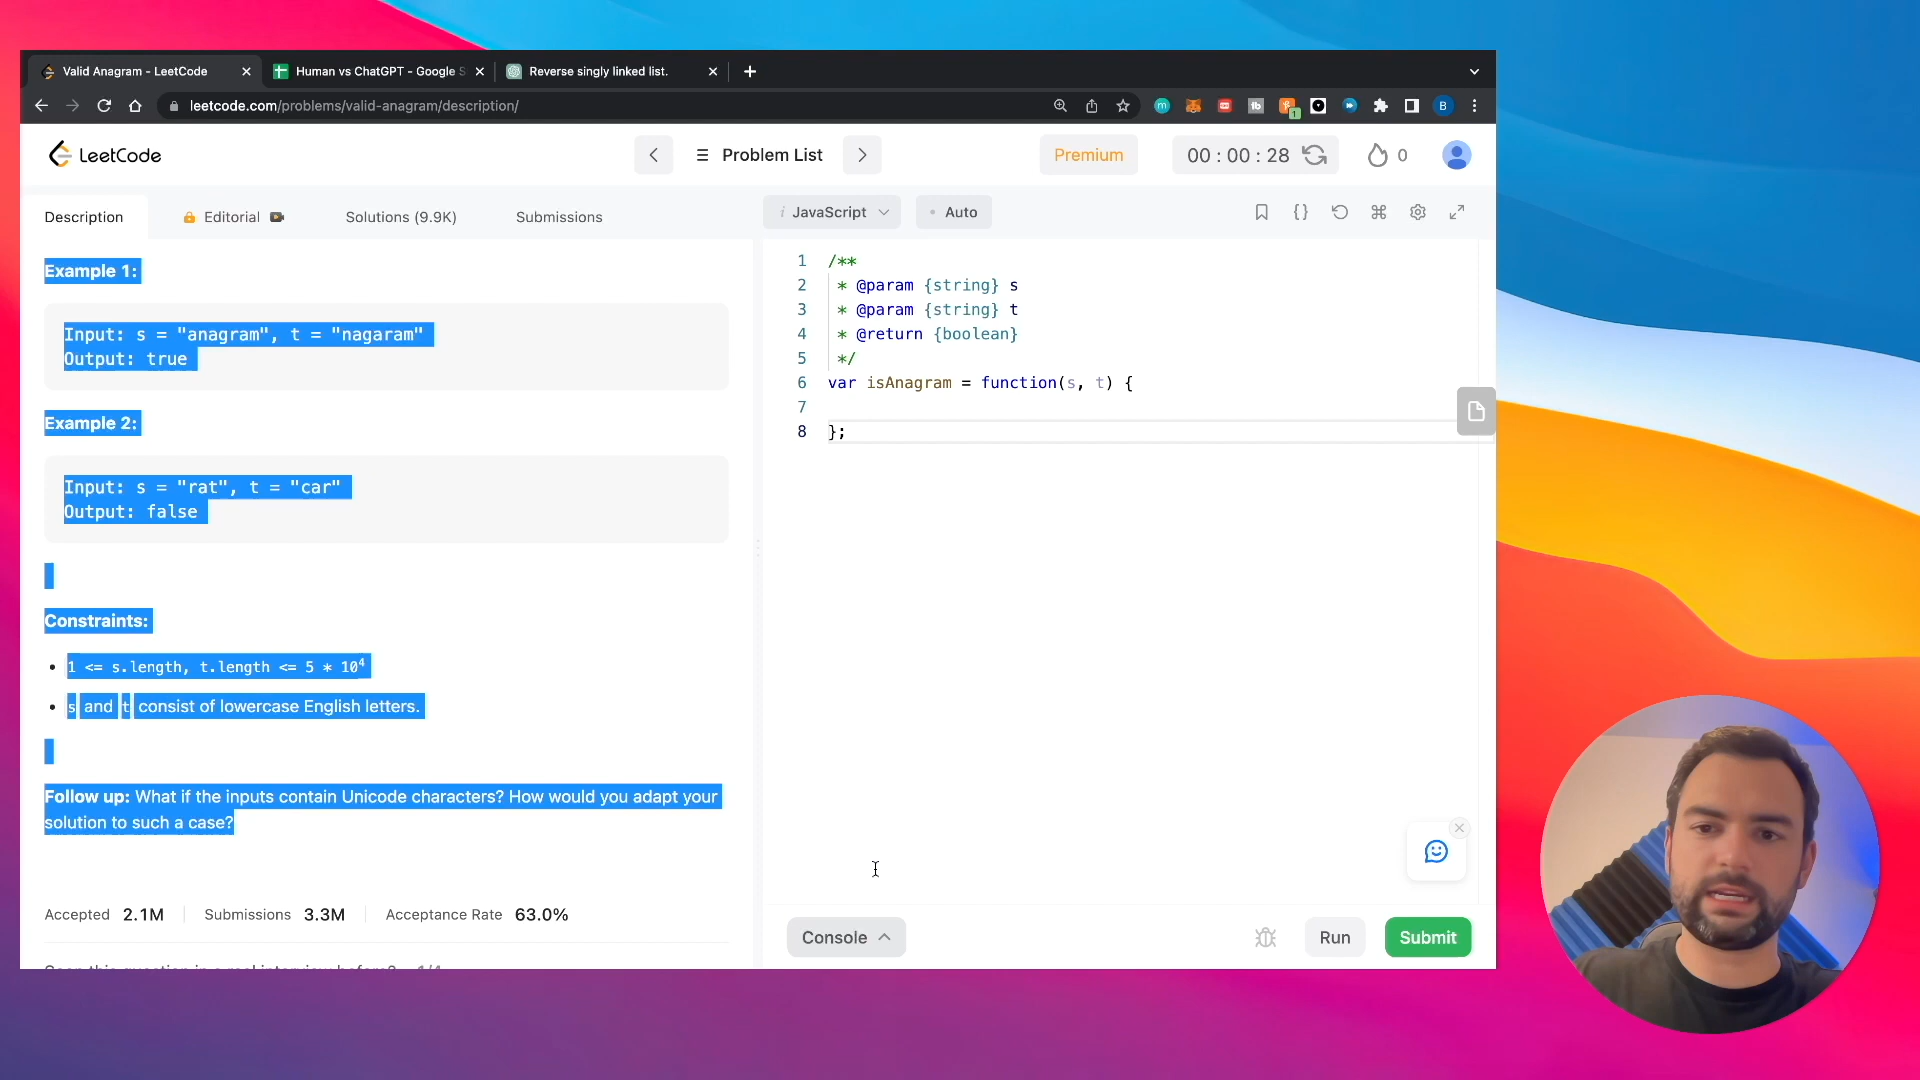 Valid Anagram - LeetCode
Human vs ChatGPT - Google S
Reverse singly linked list.
leetcode.com/problems/valid-anagram/description/
1
B
LeetCode
Problem List
Premium
00 : 00 : 28
0
Description
Editorial
Solutions (9.9K)
Submissions
Example 1:
Input: s = "anagram", t = "nagaram"
Output: true
Example 2:
Input: s = "rat", t = "car"
Output: false
Constraints:
• 1 <= s.length, t.length <= 5 * 10⁴
• s and t consist of lowercase English letters.
Follow up: What if the inputs contain Unicode characters? How would you adapt your
solution to such a case?
Accepted 2.1M Submissions 3.3M Acceptance Rate 63.0%
i JavaScript
• Auto
1 /**
2 * @param {string} s
3 * @param {string} t
4 * @return {boolean}
5 */
6 var isAnagram = function(s, t) {
7
8 };
Console
Run
Submit